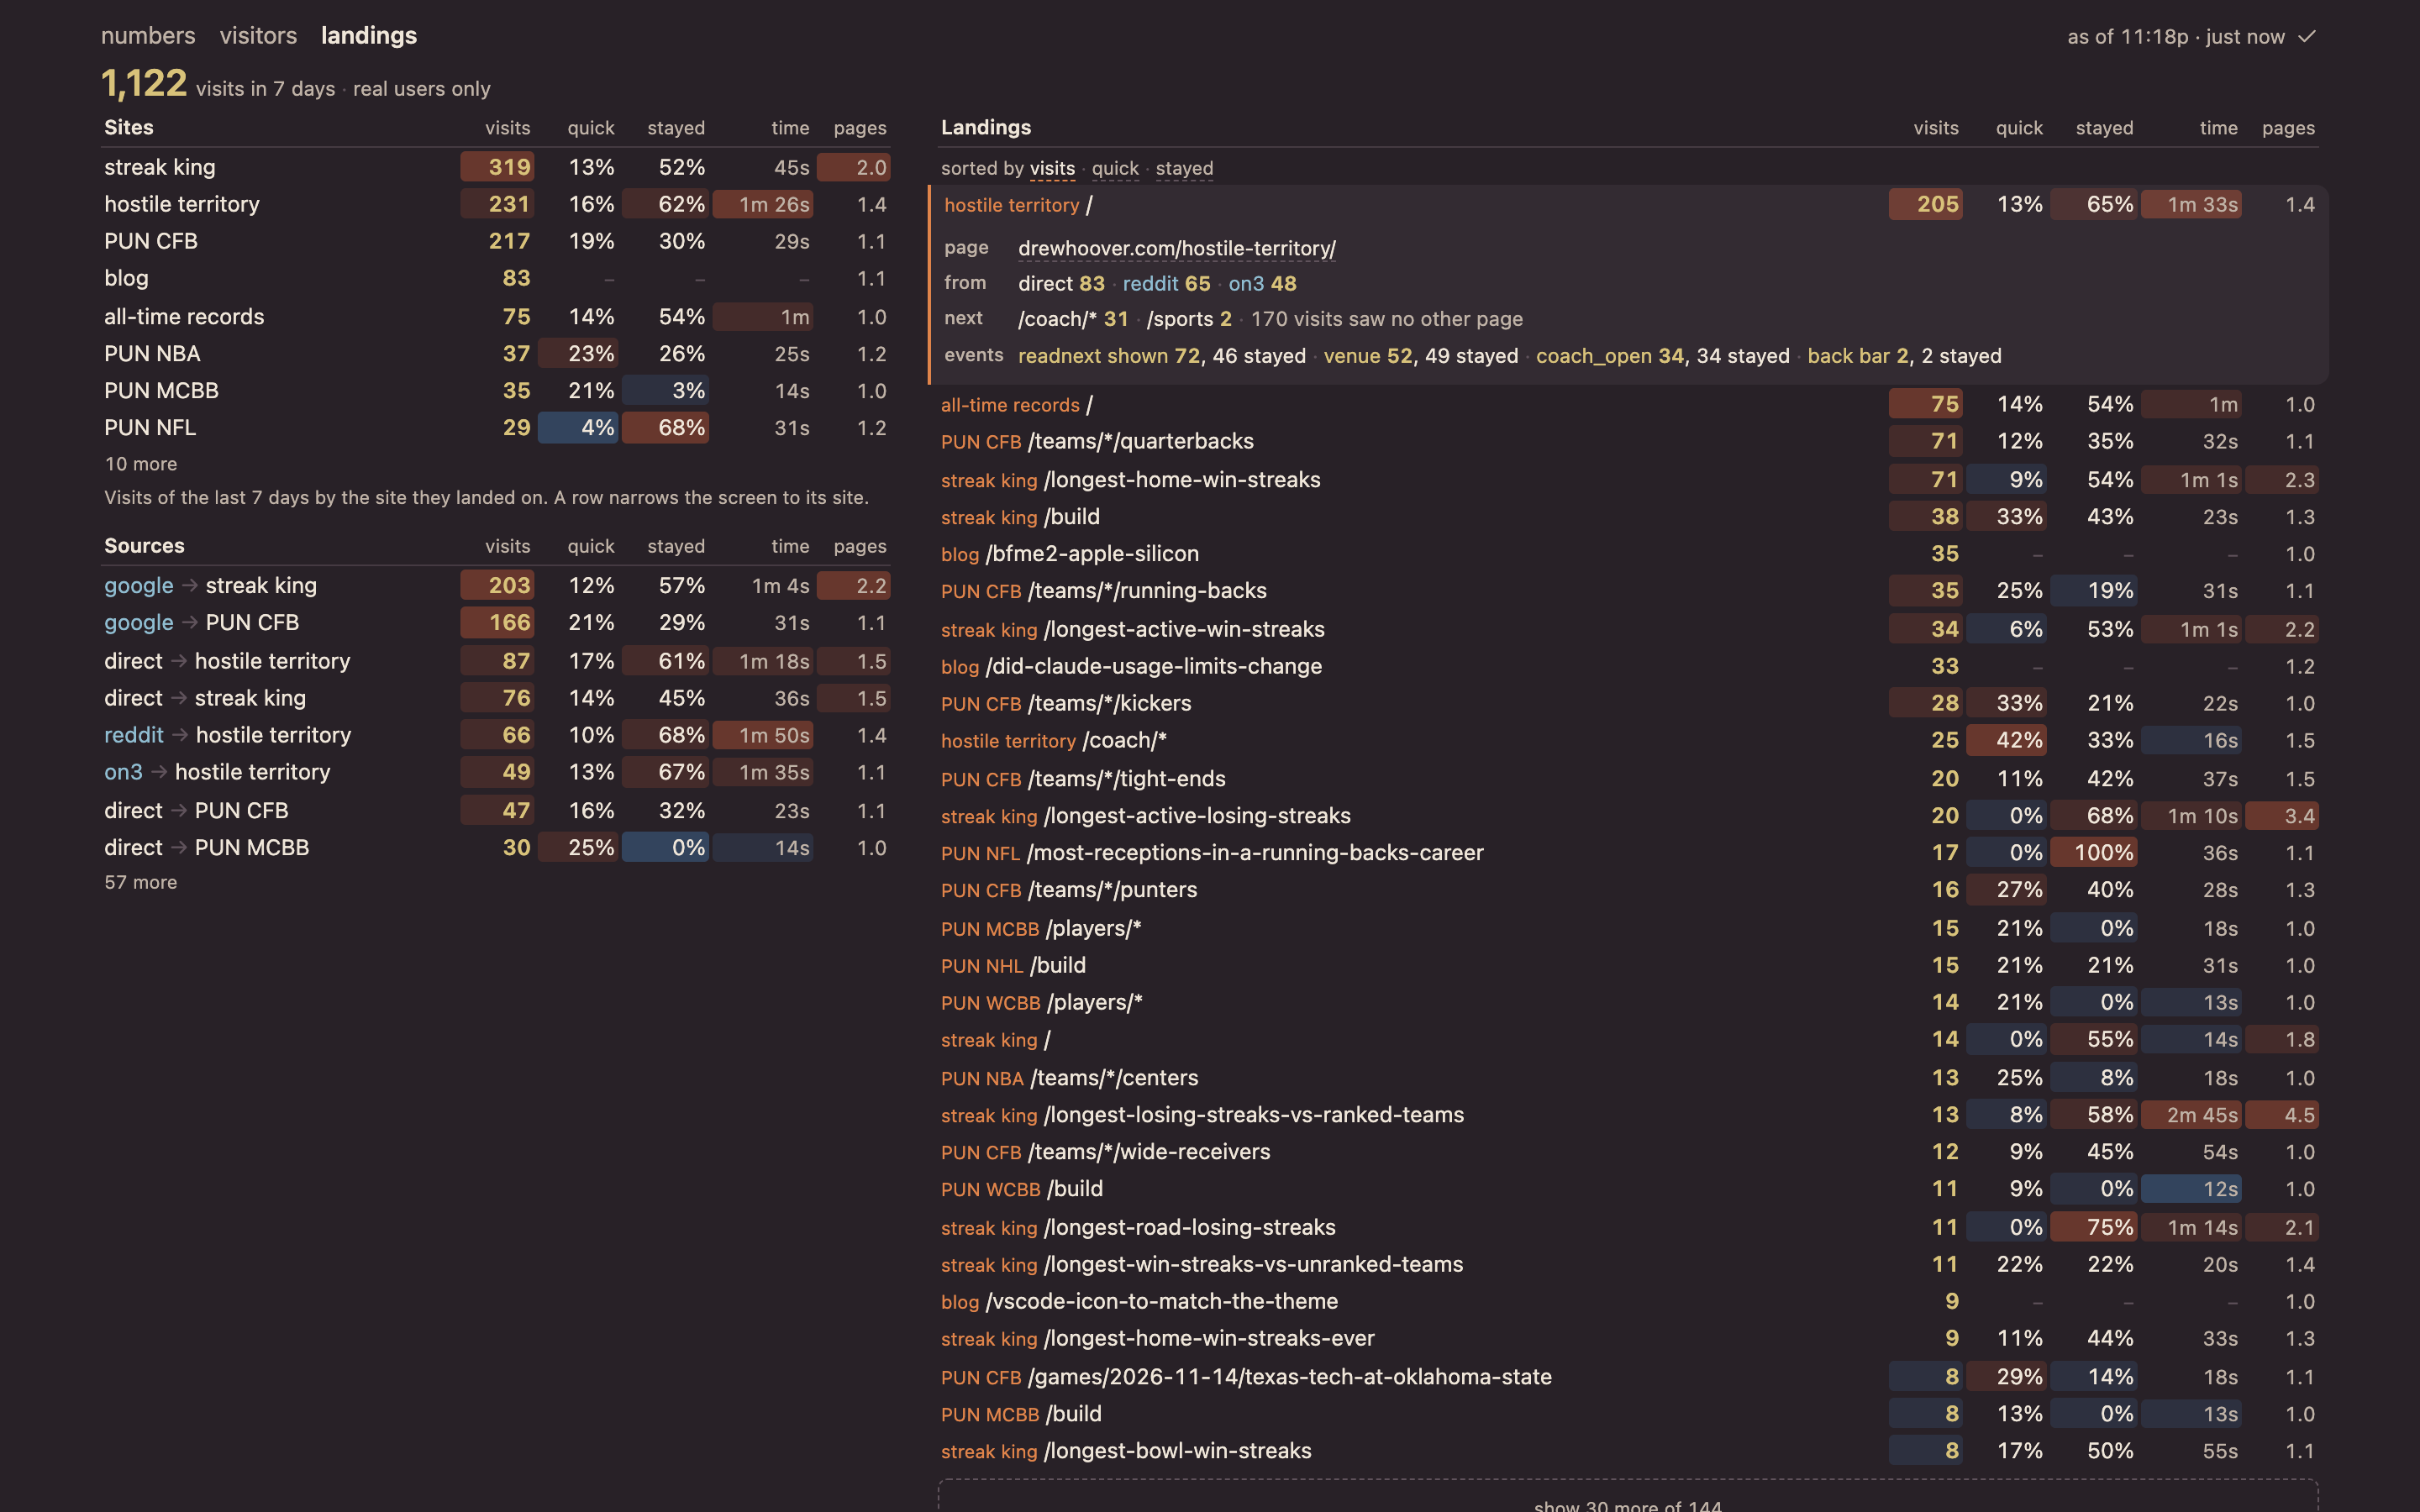 numbers visitors landings
as of 11:18p · just now ✓
1,122 visits in 7 days · real users only
Sites visits quick stayed time pages
streak king 319 13% 52% 45s 2.0
hostile territory 231 16% 62% 1m 26s 1.4
PUN CFB 217 19% 30% 29s 1.1
blog 83 – – – 1.1
all-time records 75 14% 54% 1m 1.0
PUN NBA 37 23% 26% 25s 1.2
PUN MCBB 35 21% 3% 14s 1.0
PUN NFL 29 4% 68% 31s 1.2
10 more
Visits of the last 7 days by the site they landed on. A row narrows the screen to its site.
Sources visits quick stayed time pages
google → streak king 203 12% 57% 1m 4s 2.2
google → PUN CFB 166 21% 29% 31s 1.1
direct → hostile territory 87 17% 61% 1m 18s 1.5
direct → streak king 76 14% 45% 36s 1.5
reddit → hostile territory 66 10% 68% 1m 50s 1.4
on3 → hostile territory 49 13% 67% 1m 35s 1.1
direct → PUN CFB 47 16% 32% 23s 1.1
direct → PUN MCBB 30 25% 0% 14s 1.0
57 more
Landings visits quick stayed time pages
sorted by visits · quick · stayed
hostile territory / 205 13% 65% 1m 33s 1.4
page drewhoover.com/hostile-territory/
from direct 83 · reddit 65 · on3 48
next /coach/* 31 · /sports 2 · 170 visits saw no other page
events readnext shown 72, 46 stayed · venue 52, 49 stayed · coach_open 34, 34 stayed · back bar 2, 2 stayed
all-time records / 75 14% 54% 1m 1.0
PUN CFB /teams/*/quarterbacks 71 12% 35% 32s 1.1
streak king /longest-home-win-streaks 71 9% 54% 1m 1s 2.3
streak king /build 38 33% 43% 23s 1.3
blog /bfme2-apple-silicon 35 – – – 1.0
PUN CFB /teams/*/running-backs 35 25% 19% 31s 1.1
streak king /longest-active-win-streaks 34 6% 53% 1m 1s 2.2
blog /did-claude-usage-limits-change 33 – – – 1.2
PUN CFB /teams/*/kickers 28 33% 21% 22s 1.0
hostile territory /coach/* 25 42% 33% 16s 1.5
PUN CFB /teams/*/tight-ends 20 11% 42% 37s 1.5
streak king /longest-active-losing-streaks 20 0% 68% 1m 10s 3.4
PUN NFL /most-receptions-in-a-running-backs-career 17 0% 100% 36s 1.1
PUN CFB /teams/*/punters 16 27% 40% 28s 1.3
PUN MCBB /players/* 15 21% 0% 18s 1.0
PUN NHL /build 15 21% 21% 31s 1.0
PUN WCBB /players/* 14 21% 0% 13s 1.0
streak king / 14 0% 55% 14s 1.8
PUN NBA /teams/*/centers 13 25% 8% 18s 1.0
streak king /longest-losing-streaks-vs-ranked-teams 13 8% 58% 2m 45s 4.5
PUN CFB /teams/*/wide-receivers 12 9% 45% 54s 1.0
PUN WCBB /build 11 9% 0% 12s 1.0
streak king /longest-road-losing-streaks 11 0% 75% 1m 14s 2.1
streak king /longest-win-streaks-vs-unranked-teams 11 22% 22% 20s 1.4
blog /vscode-icon-to-match-the-theme 9 – – – 1.0
streak king /longest-home-win-streaks-ever 9 11% 44% 33s 1.3
PUN CFB /games/2026-11-14/texas-tech-at-oklahoma-state 8 29% 14% 18s 1.1
PUN MCBB /build 8 13% 0% 13s 1.0
streak king /longest-bowl-win-streaks 8 17% 50% 55s 1.1
show 30 more of 144